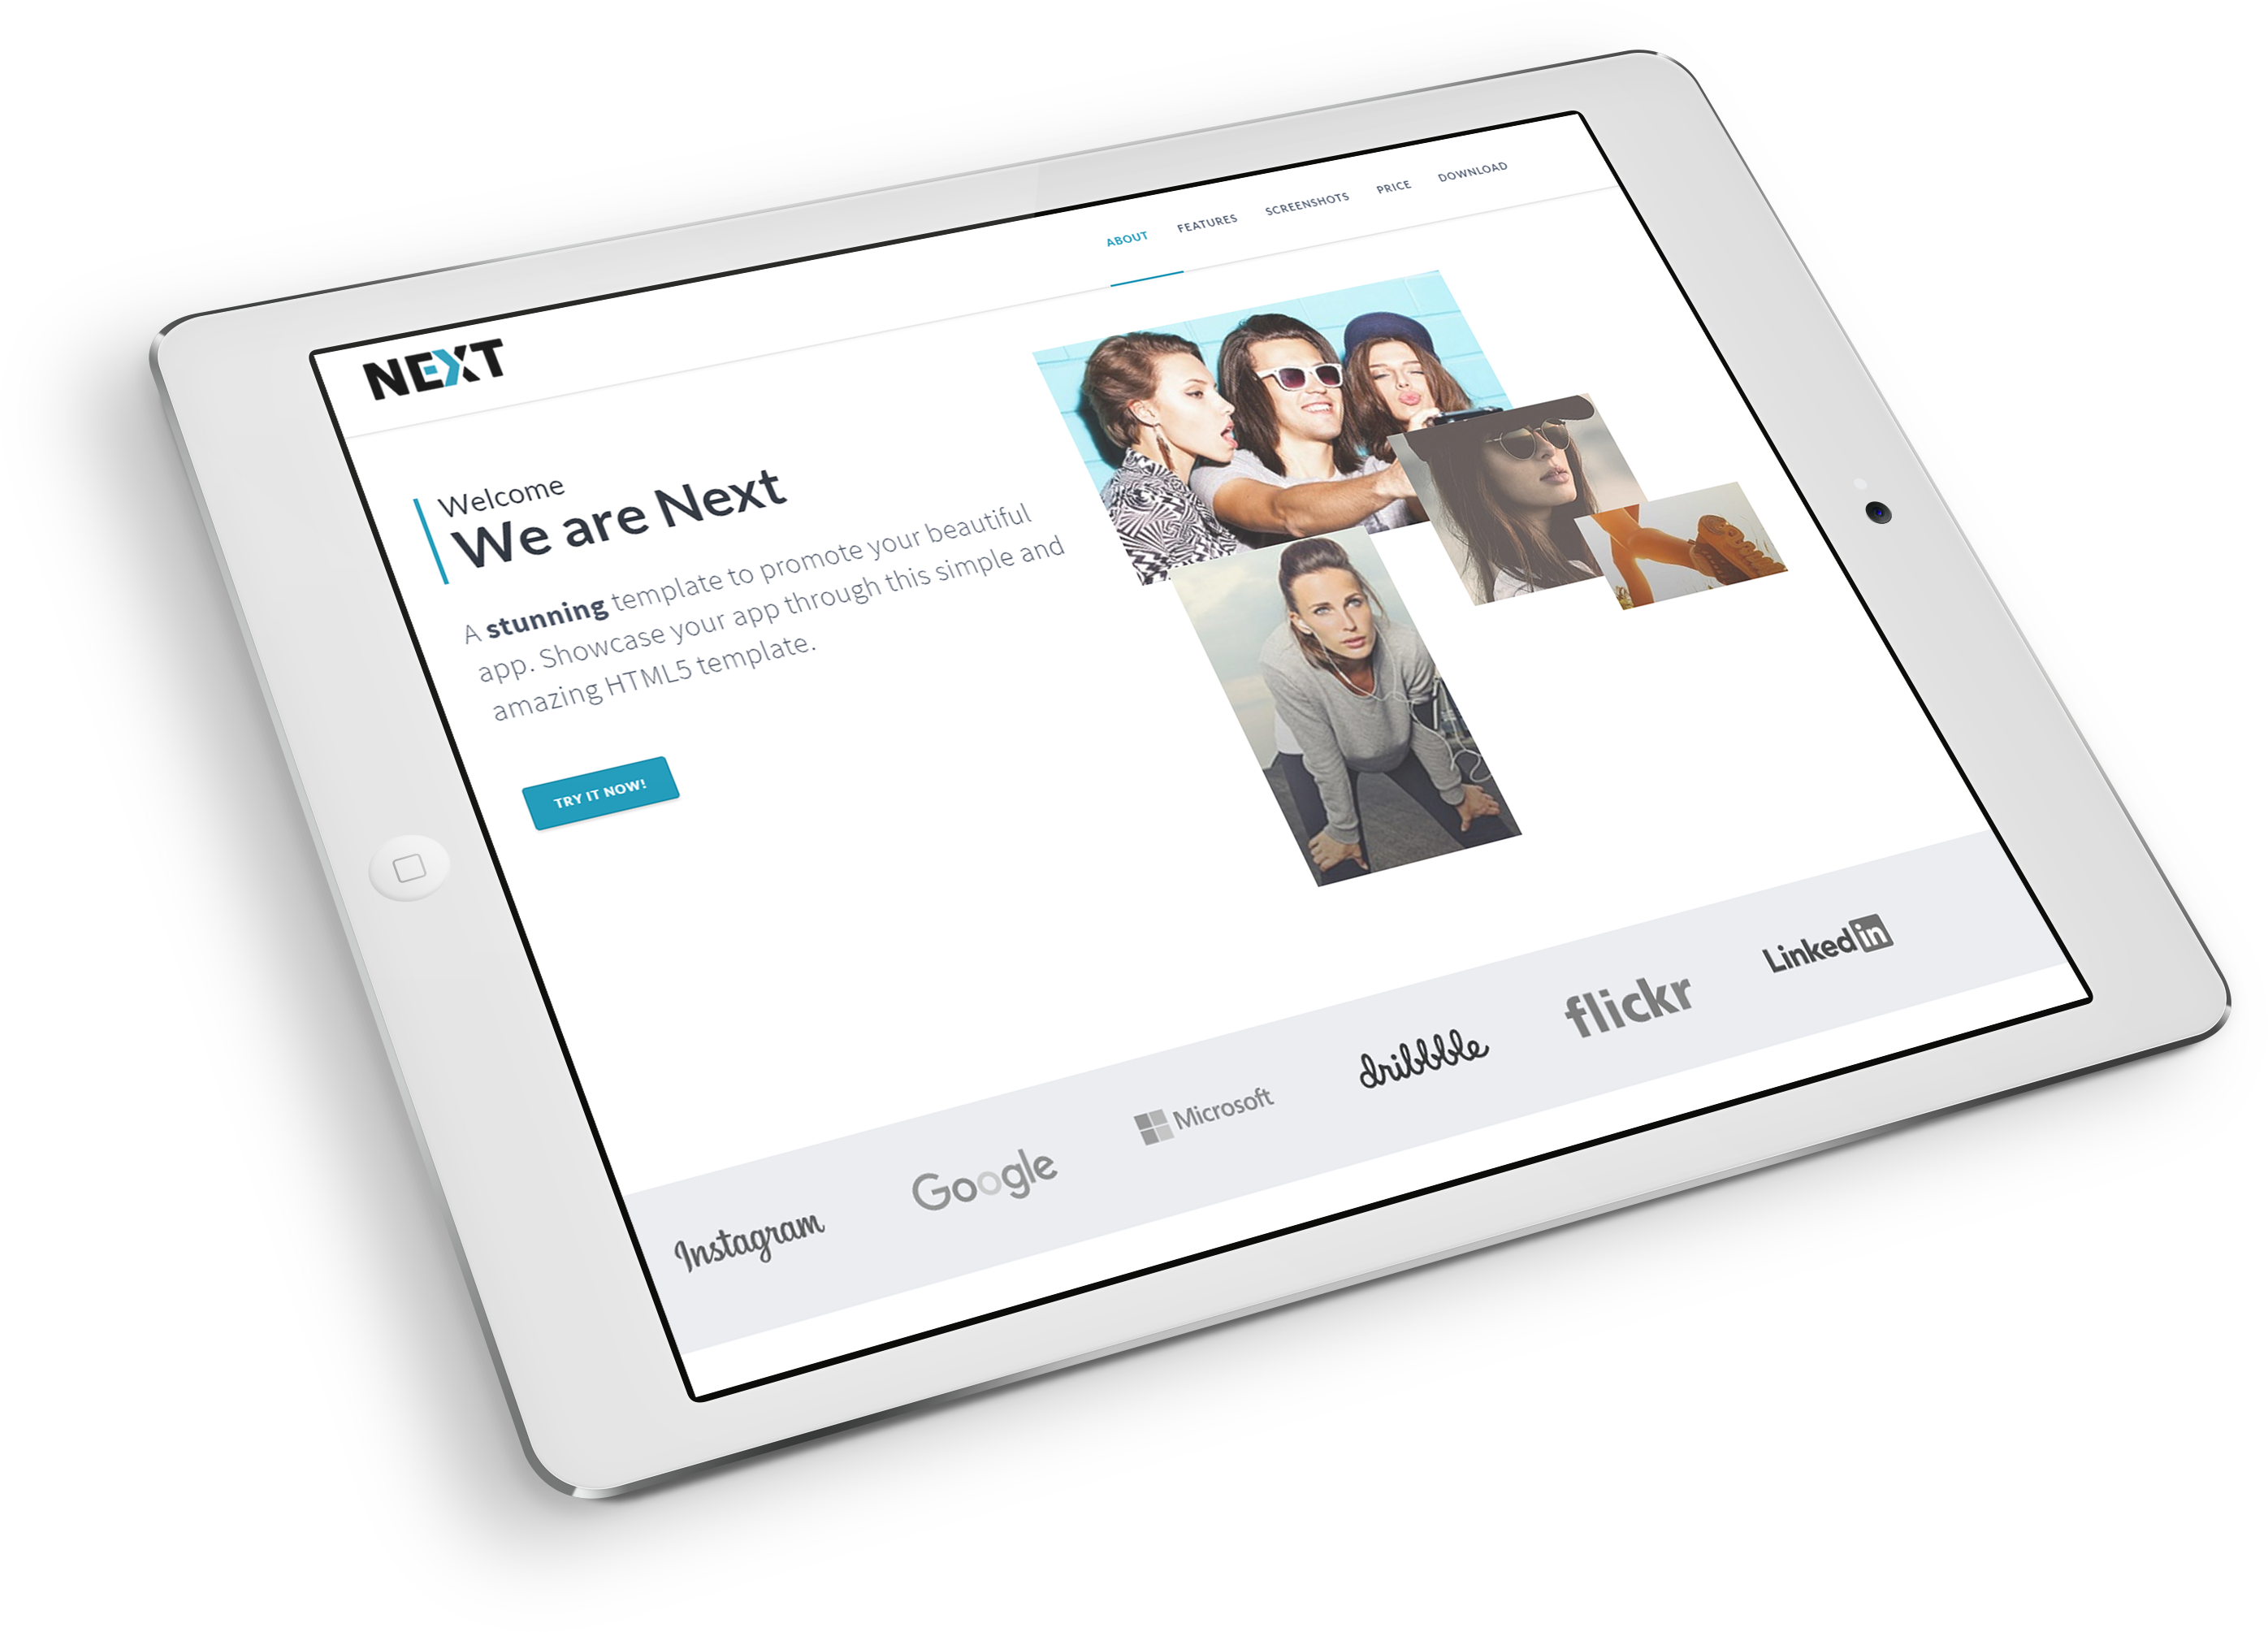 NEXT
ABOUT FEATURES SCREENSHOTS PRICE DOWNLOAD
Welcome
We are Next
A stunning template to promote your beautiful
app. Showcase your app through this simple and
amazing HTML5 template.
TRY IT NOW!
Instagram Google Microsoft dribbble flickr Linkedin